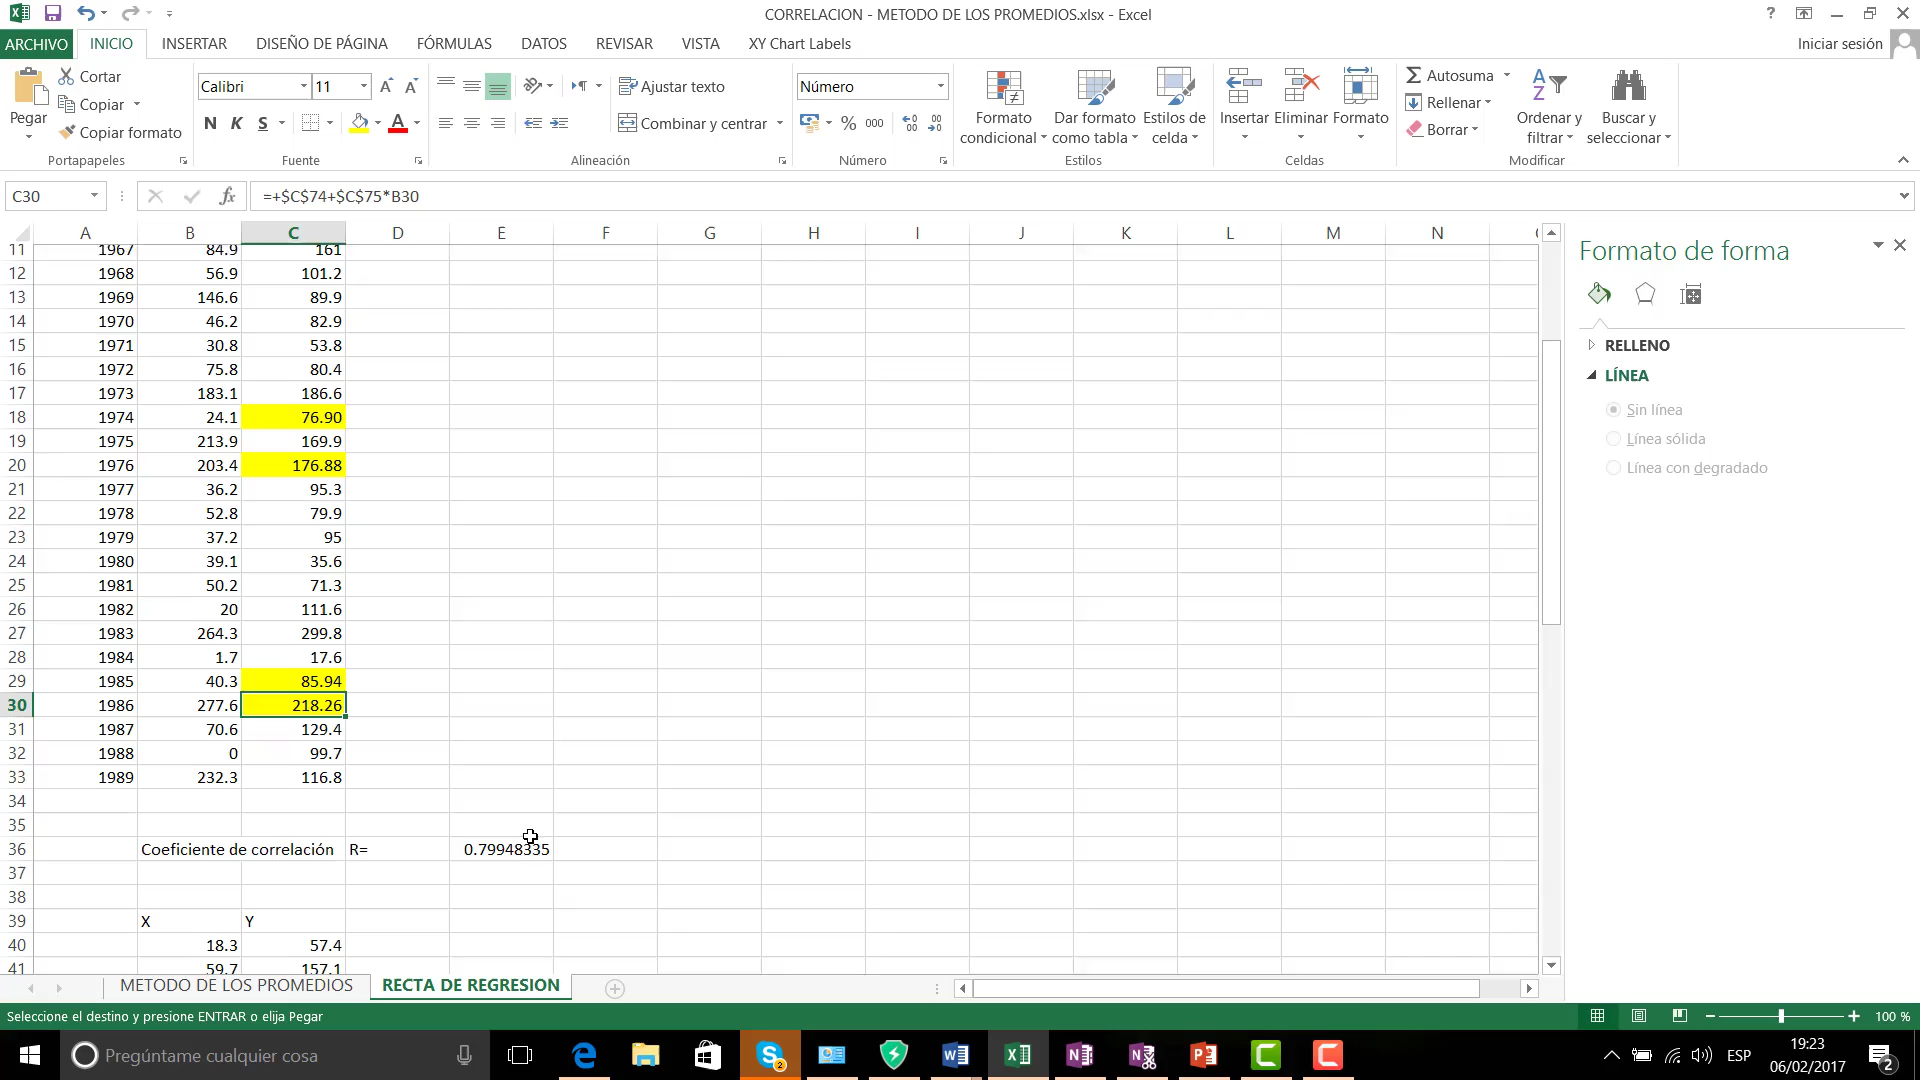 CORRELACION - METODO DE LOS PROMEDIOS.xlsx - Excel
ARCHIVO INICIO INSERTAR DISEÑO DE PÁGINA FÓRMULAS DATOS REVISAR VISTA XY Chart Labels Iniciar sesión
Pegar
Cortar
Copiar
Copiar formato
Portapapeles
Calibri 11
N K S
Fuente
Ajustar texto
Combinar y centrar
Alineación
Número
% 000
Número
Formato condicional
Dar formato como tabla
Estilos de celda
Estilos
Insertar Eliminar Formato
Celdas
Autosuma
Rellenar
Borrar
Ordenar y filtrar
Buscar y seleccionar
Modificar
C30 =+$C$74+$C$75*B30
A B C D E F G H I J K L M N
11 1967 84.9 161
12 1968 56.9 101.2
13 1969 146.6 89.9
14 1970 46.2 82.9
15 1971 30.8 53.8
16 1972 75.8 80.4
17 1973 183.1 186.6
18 1974 24.1 76.90
19 1975 213.9 169.9
20 1976 203.4 176.88
21 1977 36.2 95.3
22 1978 52.8 79.9
23 1979 37.2 95
24 1980 39.1 35.6
25 1981 50.2 71.3
26 1982 20 111.6
27 1983 264.3 299.8
28 1984 1.7 17.6
29 1985 40.3 85.94
30 1986 277.6 218.26
31 1987 70.6 129.4
32 1988 0 99.7
33 1989 232.3 116.8
34
35
36 Coeficiente de correlación R= 0.79948335
37
38
39 X Y
40 18.3 57.4
41 59.7 157.1
Formato de forma
RELLENO
LÍNEA
Sin línea
Línea sólida
Línea con degradado
METODO DE LOS PROMEDIOS RECTA DE REGRESION
Seleccione el destino y presione ENTRAR o elija Pegar 100 %
Pregúntame cualquier cosa
ESP
19:23
06/02/2017
2